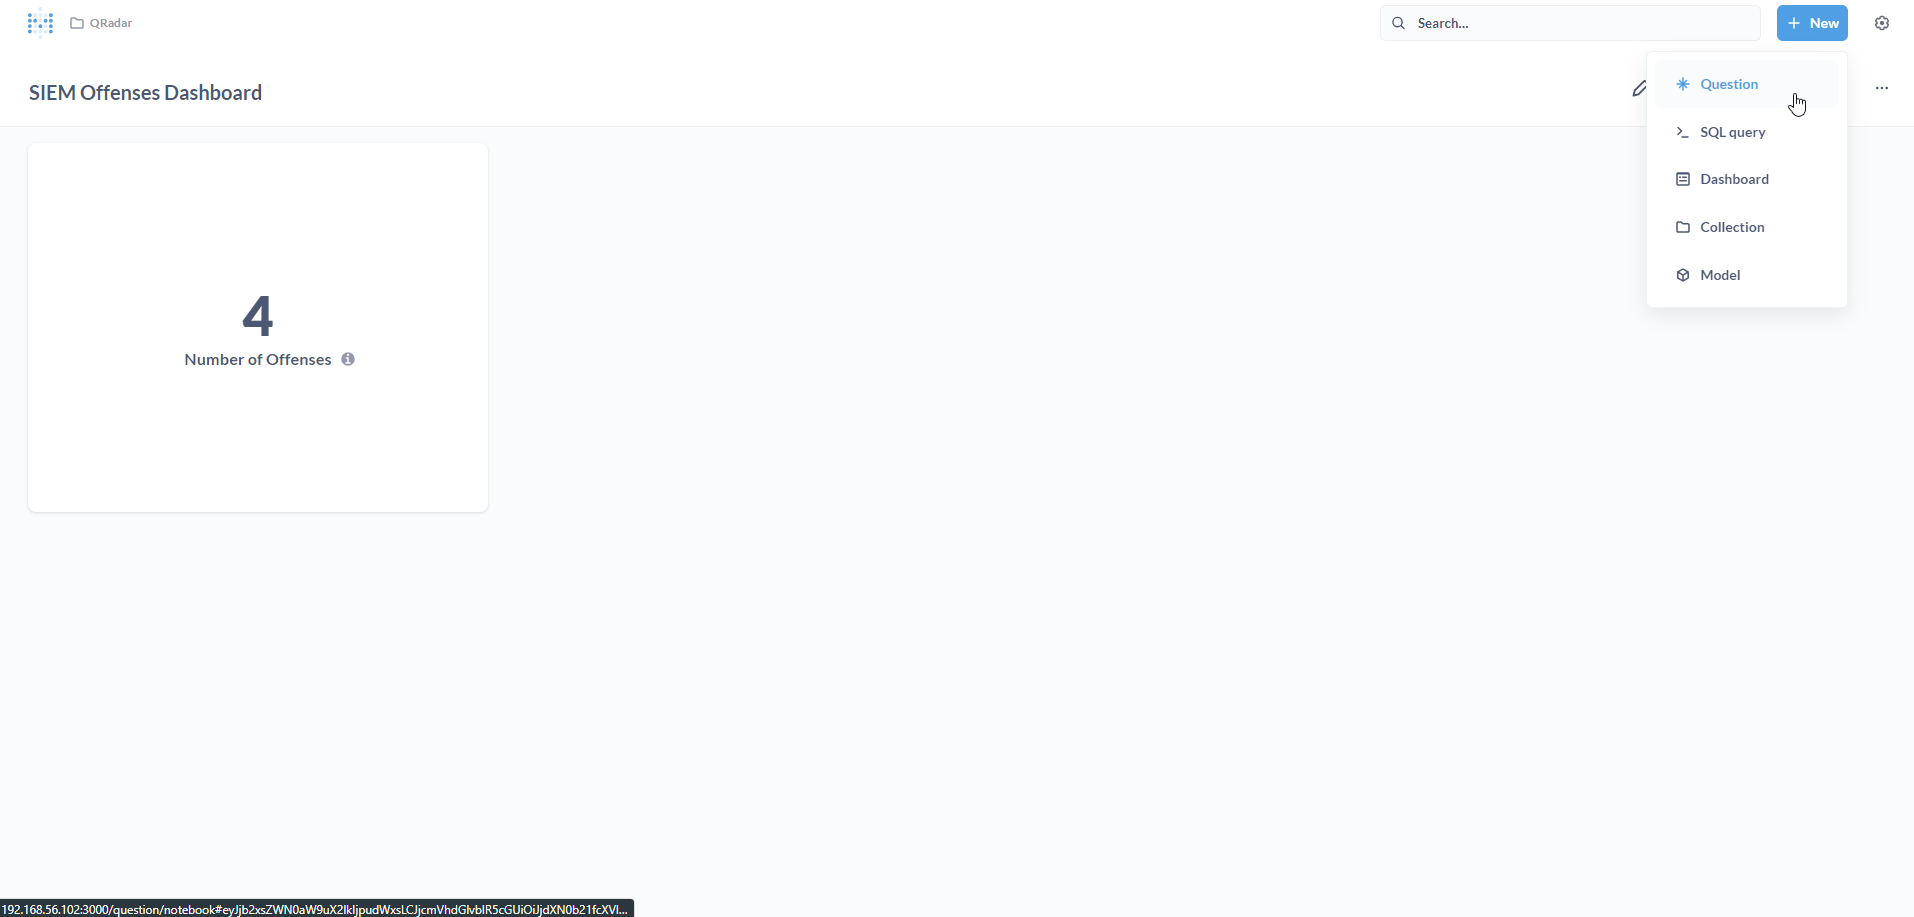 QRadar
Search...
New
SIEM Offenses Dashboard
Question
SQL query
Dashboard
Collection
Model
4
Number of Offenses
192.168.56.102:3000/question/notebook#eyJjb2xsZWN0aW9uX2lkIjpudWxsLCJjcmVhdGlvblR5cGUiOiJjdXN0b21fcXVl...